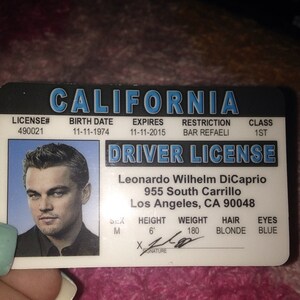 CALIFORNIA
LICENSE# BIRTH DATE EXPIRES RESTRICTION CLASS
490021 11-11-1974 11-11-2015 BAR REFAELI 1ST
DRIVER LICENSE
Leonardo Wilhelm DiCaprio
955 South Carrillo
Los Angeles, CA 90048
SEX HEIGHT WEIGHT HAIR EYES
M 6' 180 BLONDE BLUE
X
SIGNATURE